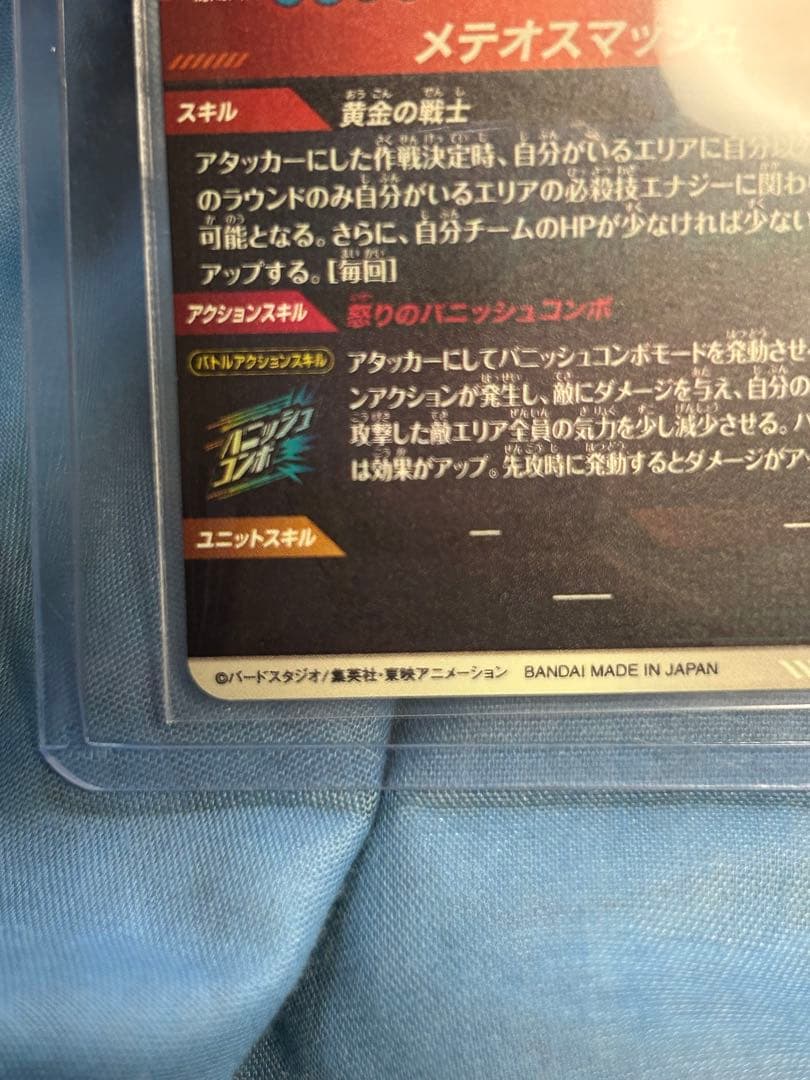 メテオスマッシュ
スキル 黄金の戦士
アタッカーにした作戦決定時、自分がいるエリアに自分以
のラウンドのみ自分がいるエリアの必殺技エナジーに関わ
可能となる。さらに、自分チームのHPが少なければ少ない
アップする。[毎回]
アクションスキル 怒りのバニッシュコンボ
バトルアクションスキル アタッカーにしてバニッシュコンボモードを発動させ
ンアクションが発生し、敵にダメージを与え、自分の
攻撃した敵エリア全員の気力を少し減少させる。バ
は効果がアップ。先攻時に発動するとダメージがアッ
バニッシュ
コンボ
ユニットスキル ー
ー
©バードスタジオ/集英社・東映アニメーション BANDAI MADE IN JAPAN